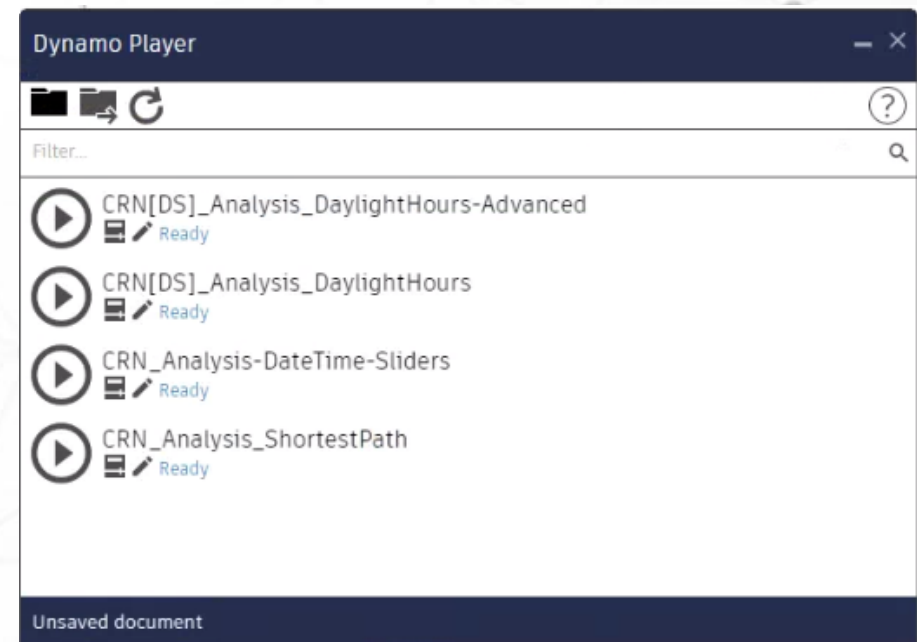 Dynamo Player
?
Filter...
CRN[DS]_Analysis_DaylightHours-Advanced
Ready
CRN[DS]_Analysis_DaylightHours
Ready
CRN_Analysis-DateTime-Sliders
Ready
CRN_Analysis_ShortestPath
Ready
Unsaved document